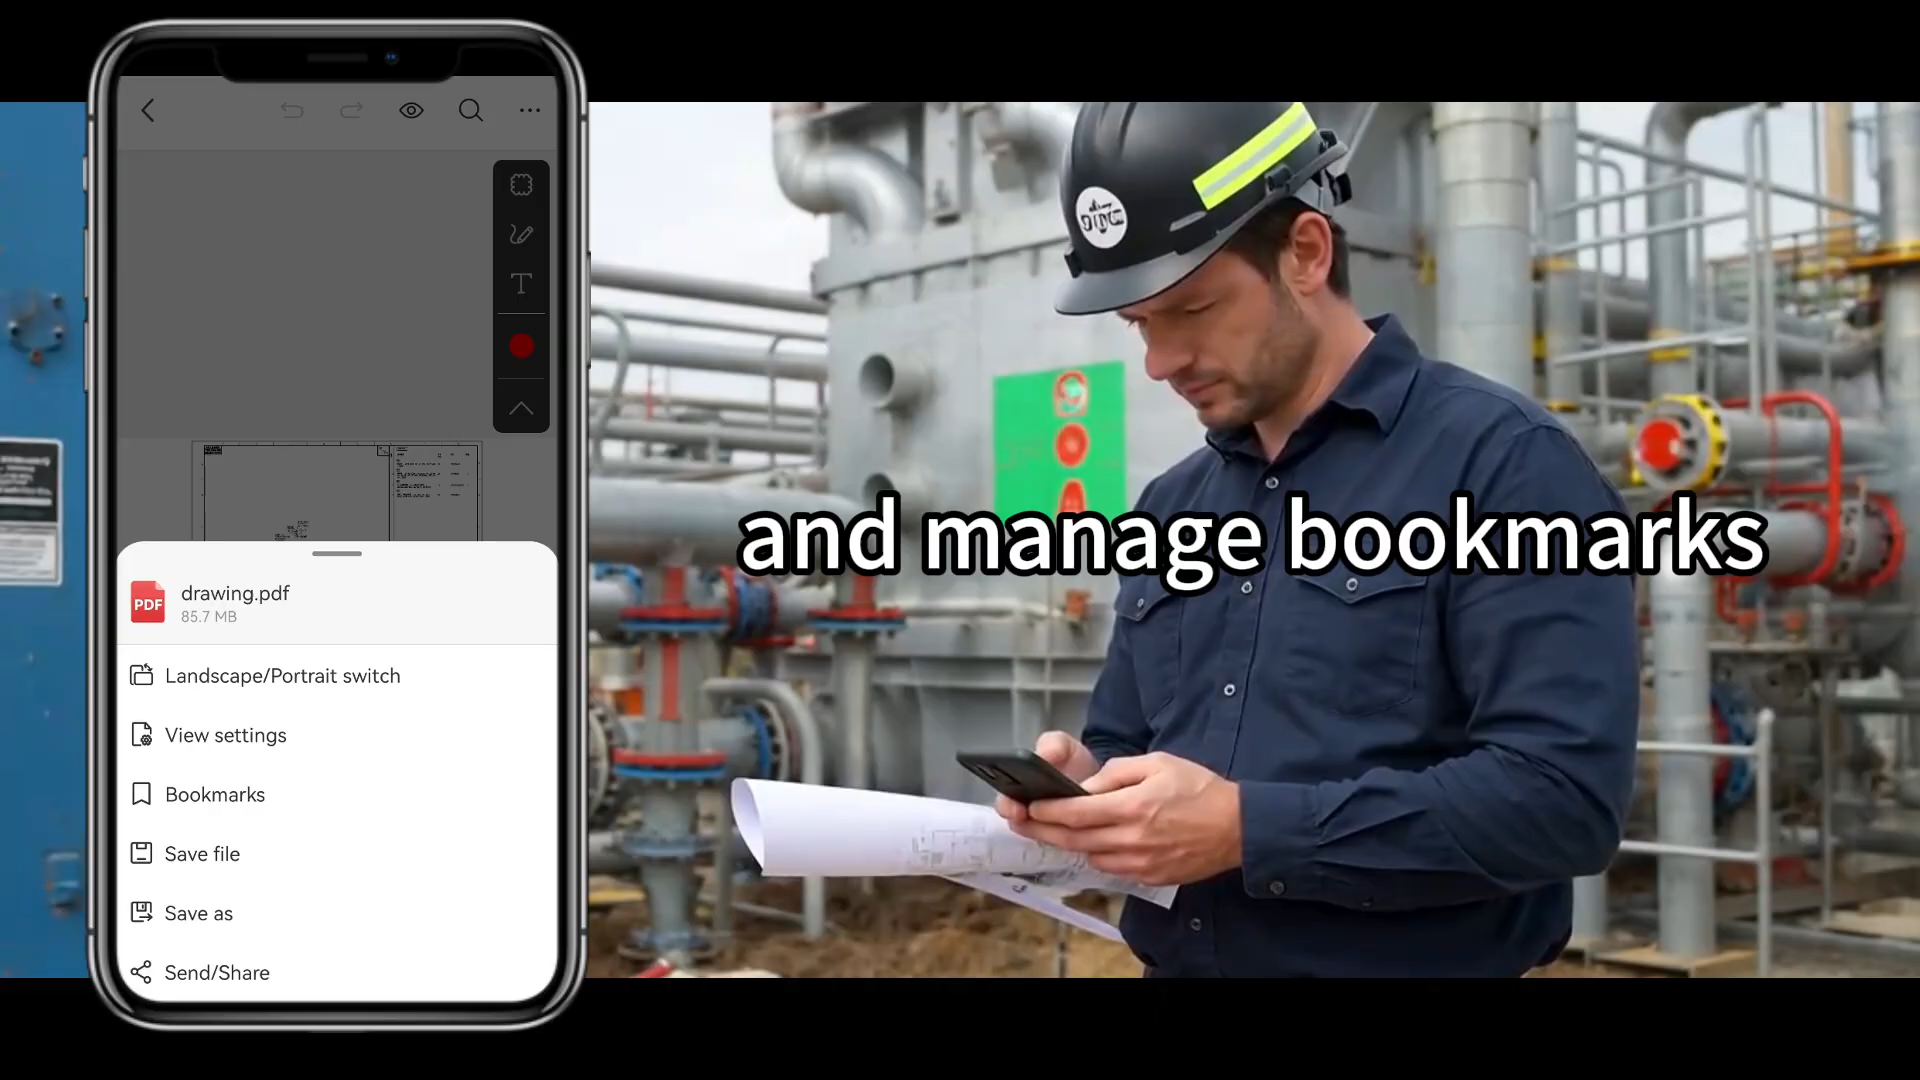 drawing.pdf
85.7 MB
Landscape/Portrait switch
View settings
Bookmarks
Save file
Save as
Send/Share
PDF
T
and manage bookmarks